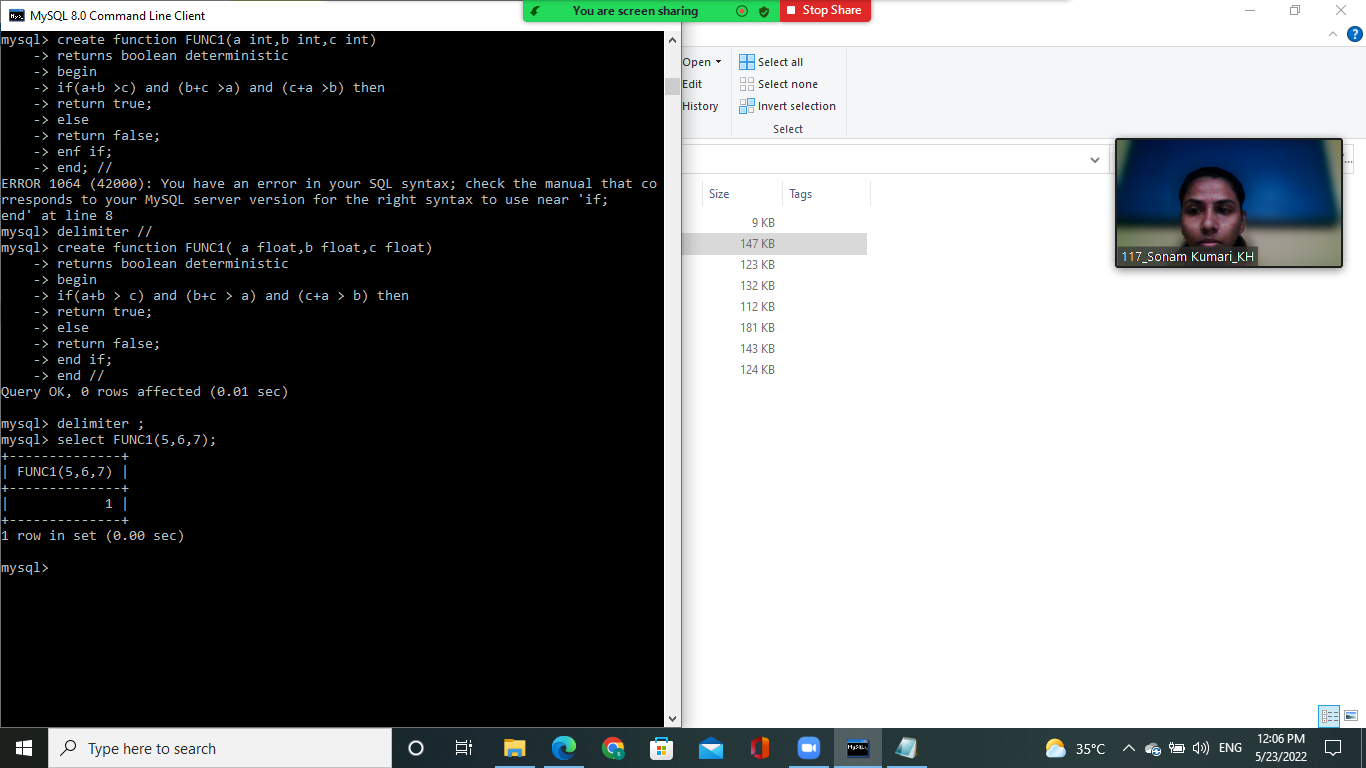 MySQL 8.0 Command Line Client
You are screen sharing
Stop Share
mysql> create function FUNC1(a int,b int,c int)
    -> returns boolean deterministic
    -> begin
    -> if(a+b >c) and (b+c >a) and (c+a >b) then
    -> return true;
    -> else
    -> return false;
    -> enf if;
    -> end; //
ERROR 1064 (42000): You have an error in your SQL syntax; check the manual that co
rresponds to your MySQL server version for the right syntax to use near 'if;
end' at line 8
mysql> delimiter //
mysql> create function FUNC1( a float,b float,c float)
    -> returns boolean deterministic
    -> begin
    -> if(a+b > c) and (b+c > a) and (c+a > b) then
    -> return true;
    -> else
    -> return false;
    -> end if;
    -> end //
Query OK, 0 rows affected (0.01 sec)
mysql> delimiter ;
mysql> select FUNC1(5,6,7);
+--------------+
| FUNC1(5,6,7) |
+--------------+
|            1 |
+--------------+
1 row in set (0.00 sec)
mysql>
Open
Edit
History
Select all
Select none
Invert selection
Select
Size
Tags
9 KB
147 KB
123 KB
132 KB
112 KB
181 KB
143 KB
124 KB
117_Sonam Kumari_KH
Type here to search
MySQL
35°C
ENG
12:06 PM
5/23/2022